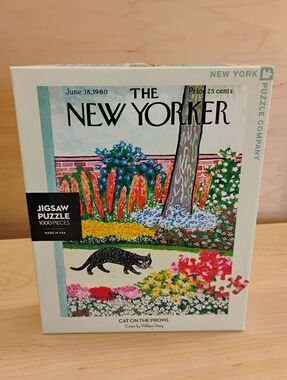 NEW YORK PUZZLE COMPANY
June 18, 1960
THE
Price 25 cents
NEW YORKER
JIGSAW
PUZZLE
1000 PIECES
MADE IN USA
CAT ON THE PROWL
Cover by William Steig